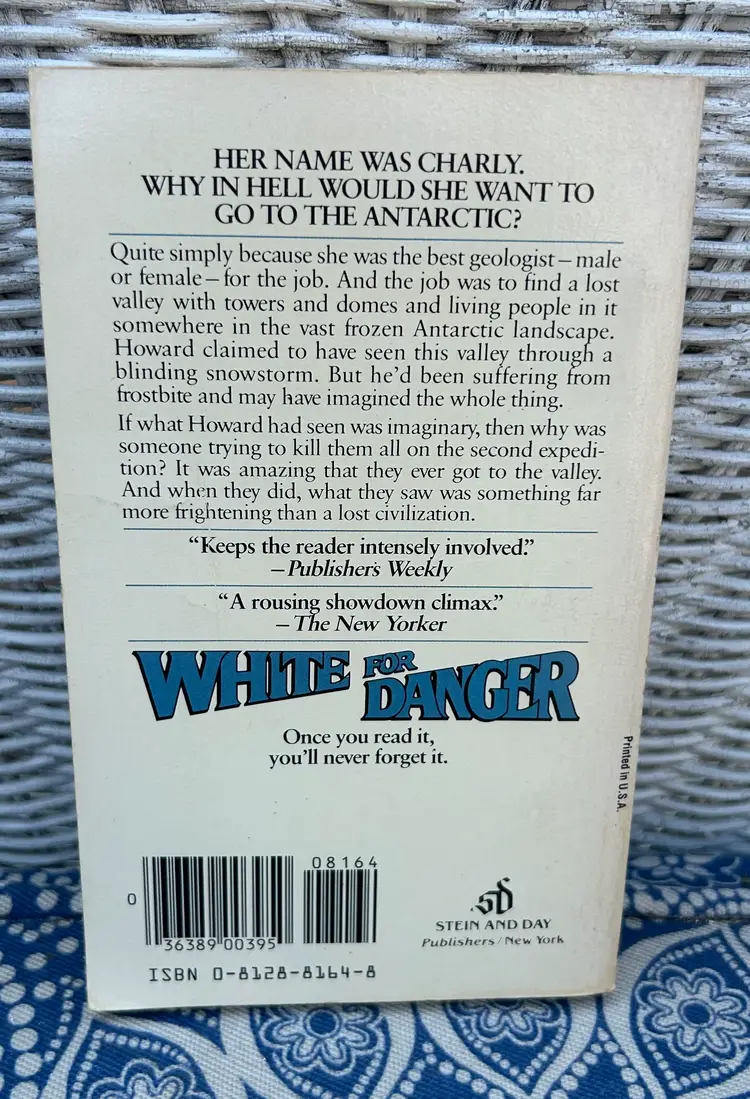 HER NAME WAS CHARLY.
WHY IN HELL WOULD SHE WANT TO
GO TO THE ANTARCTIC?
Quite simply because she was the best geologist—male
or female—for the job. And the job was to find a lost
valley with towers and domes and living people in it
somewhere in the vast frozen Antarctic landscape.
Howard claimed to have seen this valley through a
blinding snowstorm. But he'd been suffering from
frostbite and may have imagined the whole thing.
If what Howard had seen was imaginary, then why was
someone trying to kill them all on the second expedi-
tion? It was amazing that they ever got to the valley.
And when they did, what they saw was something far
more frightening than a lost civilization.
“Keeps the reader intensely involved.”
—Publishers Weekly
“A rousing showdown climax.”
— The New Yorker
WHITE FOR
DANGER
Once you read it,
you'll never forget it.
Printed in U.S.A.
08164
0
36389 00395
ISBN 0-8128-8164-8
sd
STEIN AND DAY
Publishers / New York